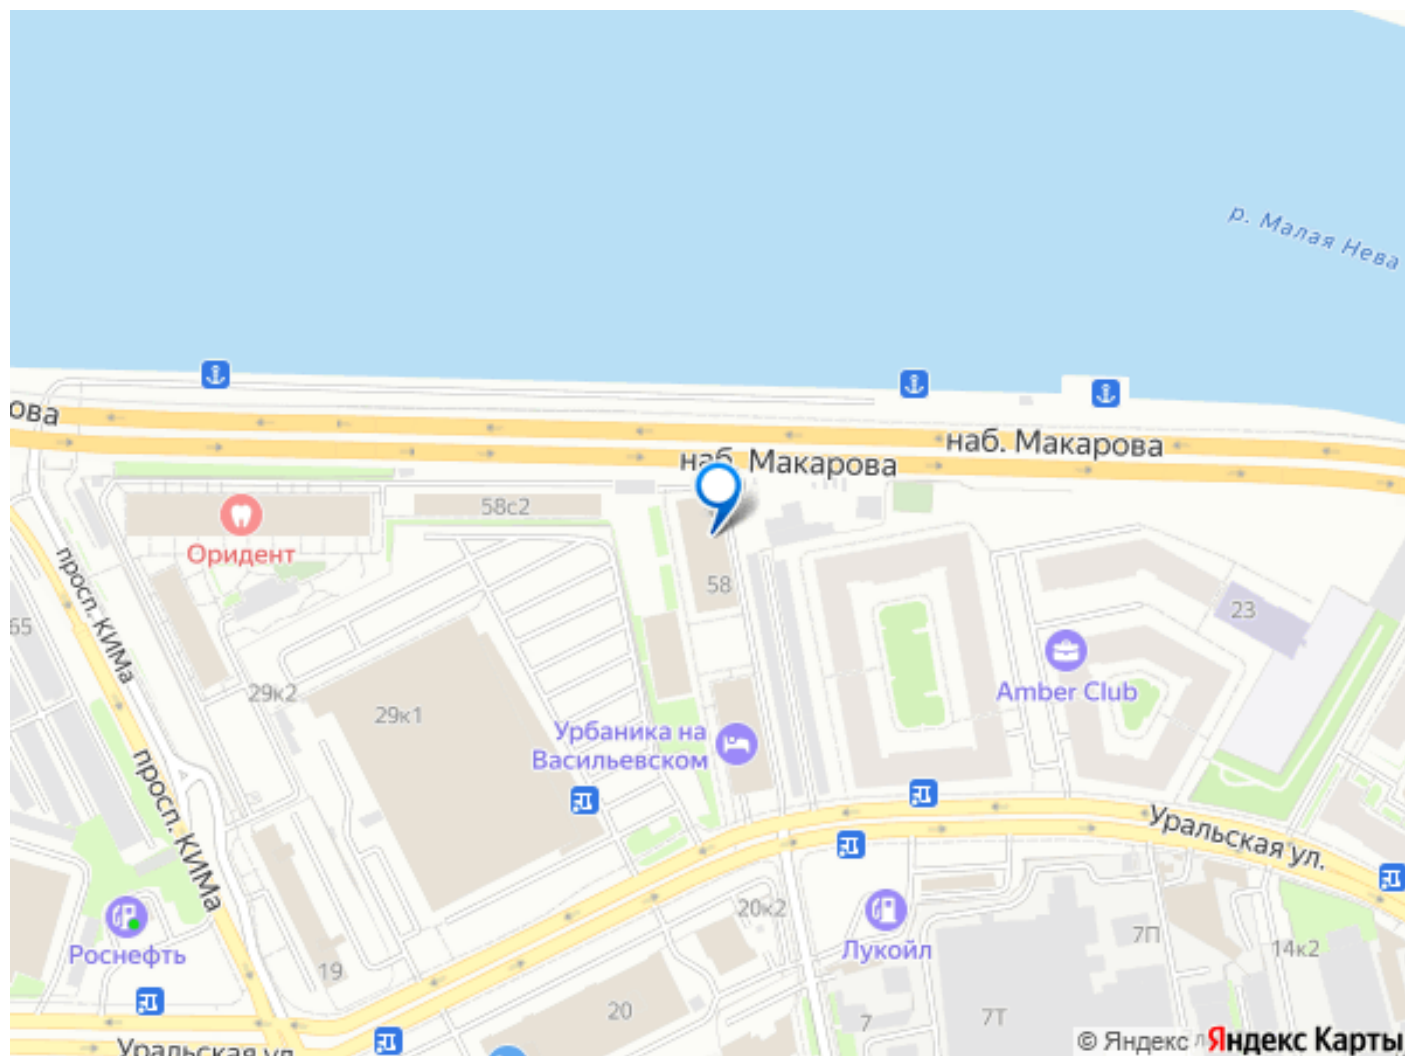 р. Малая Нева
ова
наб. Макарова
наб. Макарова
58с2
Оридент
просп. КИМа
58
65
23
29к2
29к1
Amber Club
Урбаника на
Васильевском
просп. КИМа
Уральская ул.
20к2
Роснефть
Лукойл
7П
14к2
19
20
7
7Т
Уральская ул.
© Яндекс
Яндекс Карты